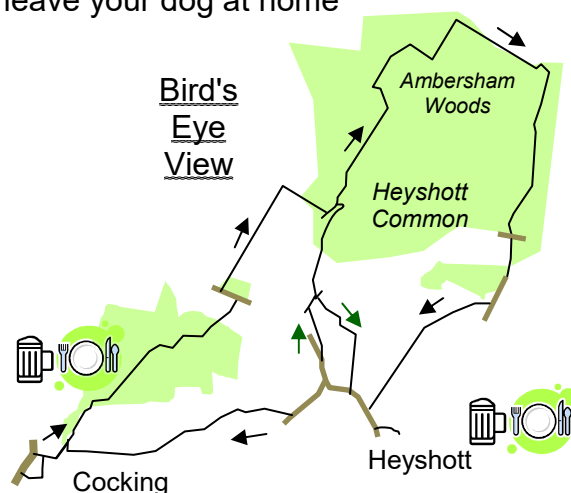 leave your dog at home
Bird's
Eye
View
Ambersham
Woods
Heyshott
Common
Heyshott
Cocking